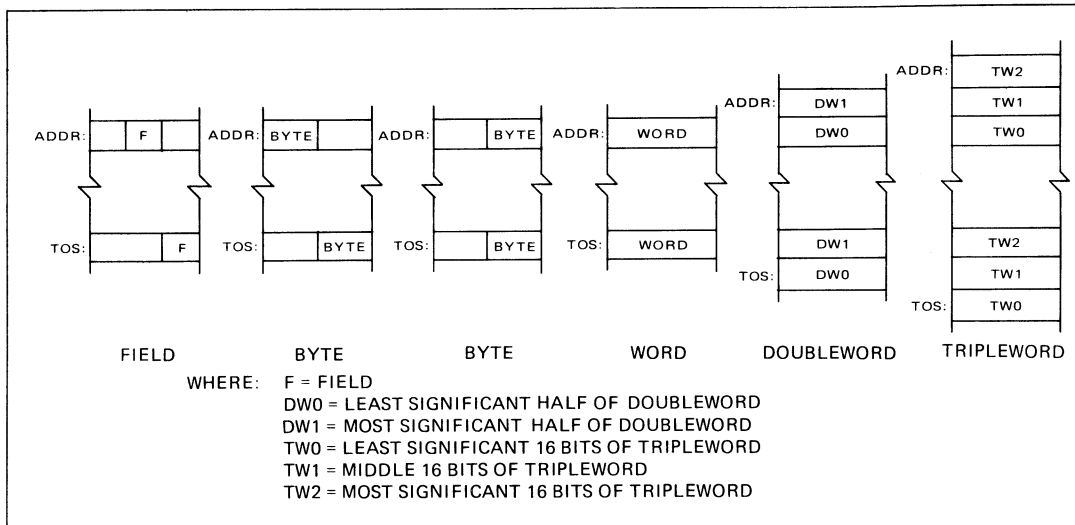 ADDR: TW2
ADDR: DW1 TW1
ADDR: F ADDR: BYTE ADDR: BYTE ADDR: WORD DW0 TW0
TOS: F TOS: BYTE TOS: BYTE TOS: WORD DW1 TW2
TOS: DW0 TW1
TOS: TW0
FIELD BYTE BYTE WORD DOUBLEWORD TRIPLEWORD
WHERE: F = FIELD
DW0 = LEAST SIGNIFICANT HALF OF DOUBLEWORD
DW1 = MOST SIGNIFICANT HALF OF DOUBLEWORD
TW0 = LEAST SIGNIFICANT 16 BITS OF TRIPLEWORD
TW1 = MIDDLE 16 BITS OF TRIPLEWORD
TW2 = MOST SIGNIFICANT 16 BITS OF TRIPLEWORD